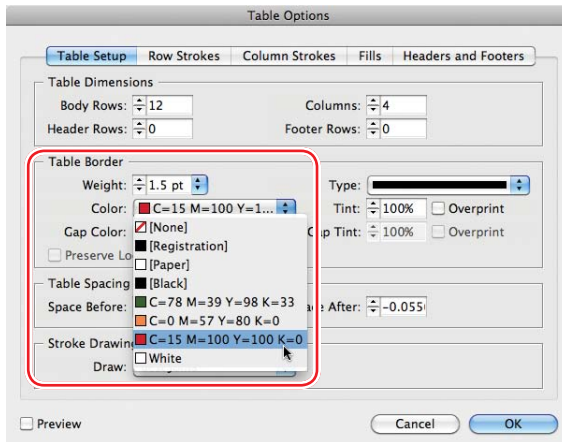 Table Options
Table Setup Row Strokes Column Strokes Fills Headers and Footers
Table Dimensions
Body Rows: 12 Columns: 4
Header Rows: 0 Footer Rows: 0
Table Border
Weight: 1.5 pt Type:
Color: C=15 M=100 Y=1... Tint: 100% Overprint
Gap Color: [None] Tint: 100% Overprint
[Registration]
Preserve [Paper]
Table Spacing [Black]
Space Before: C=78 M=39 Y=98 K=33 After: -0.055
C=0 M=57 Y=80 K=0
Stroke C=15 M=100 Y=100 K=0
White
Draw:
Preview Cancel OK